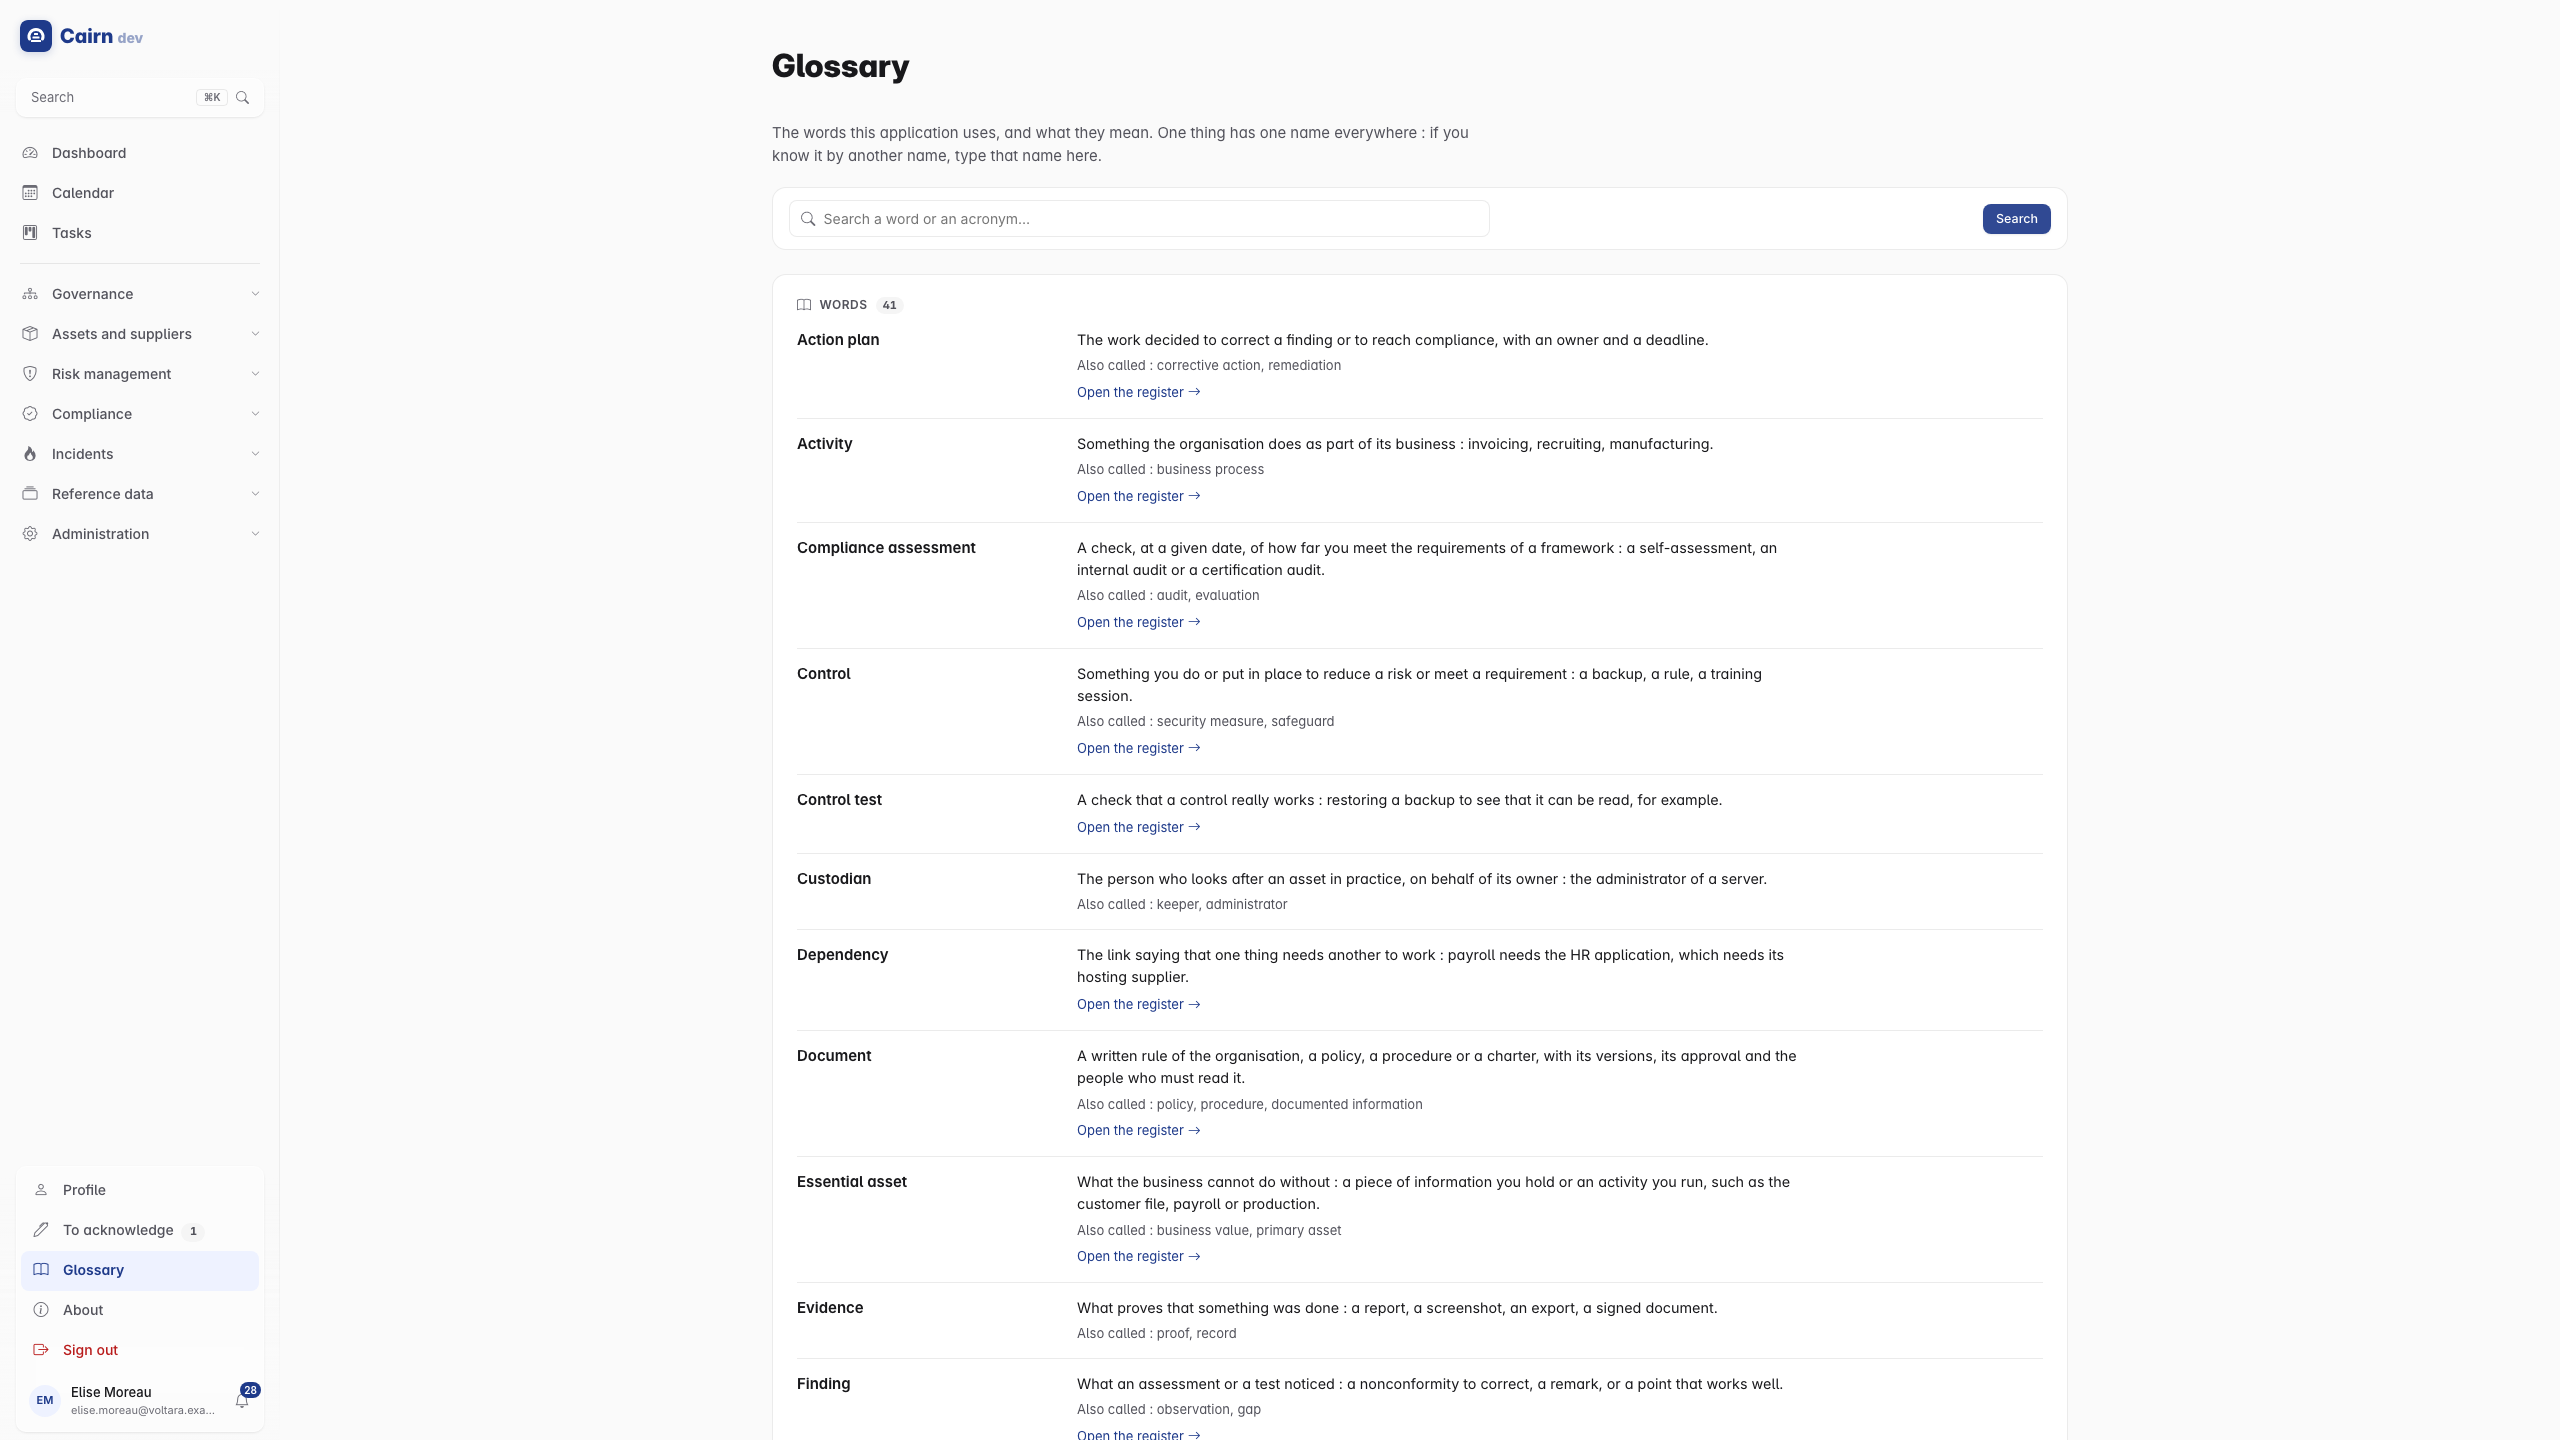 Cairn dev
Search ⌘K
Dashboard
Calendar
Tasks
Governance
Assets and suppliers
Risk management
Compliance
Incidents
Reference data
Administration
Profile
To acknowledge 1
Glossary
About
Sign out
EM
Elise Moreau
elise.moreau@voltara.exa...
28
Glossary
The words this application uses, and what they mean. One thing has one name everywhere : if you
know it by another name, type that name here.
Search a word or an acronym...
Search
WORDS 41
Action plan
The work decided to correct a finding or to reach compliance, with an owner and a deadline.
Also called : corrective action, remediation
Open the register →
Activity
Something the organisation does as part of its business : invoicing, recruiting, manufacturing.
Also called : business process
Open the register →
Compliance assessment
A check, at a given date, of how far you meet the requirements of a framework : a self-assessment, an
internal audit or a certification audit.
Also called : audit, evaluation
Open the register →
Control
Something you do or put in place to reduce a risk or meet a requirement : a backup, a rule, a training
session.
Also called : security measure, safeguard
Open the register →
Control test
A check that a control really works : restoring a backup to see that it can be read, for example.
Open the register →
Custodian
The person who looks after an asset in practice, on behalf of its owner : the administrator of a server.
Also called : keeper, administrator
Dependency
The link saying that one thing needs another to work : payroll needs the HR application, which needs its
hosting supplier.
Open the register →
Document
A written rule of the organisation, a policy, a procedure or a charter, with its versions, its approval and the
people who must read it.
Also called : policy, procedure, documented information
Open the register →
Essential asset
What the business cannot do without : a piece of information you hold or an activity you run, such as the
customer file, payroll or production.
Also called : business value, primary asset
Open the register →
Evidence
What proves that something was done : a report, a screenshot, an export, a signed document.
Also called : proof, record
Finding
What an assessment or a test noticed : a nonconformity to correct, a remark, or a point that works well.
Also called : observation, gap
Open the register →